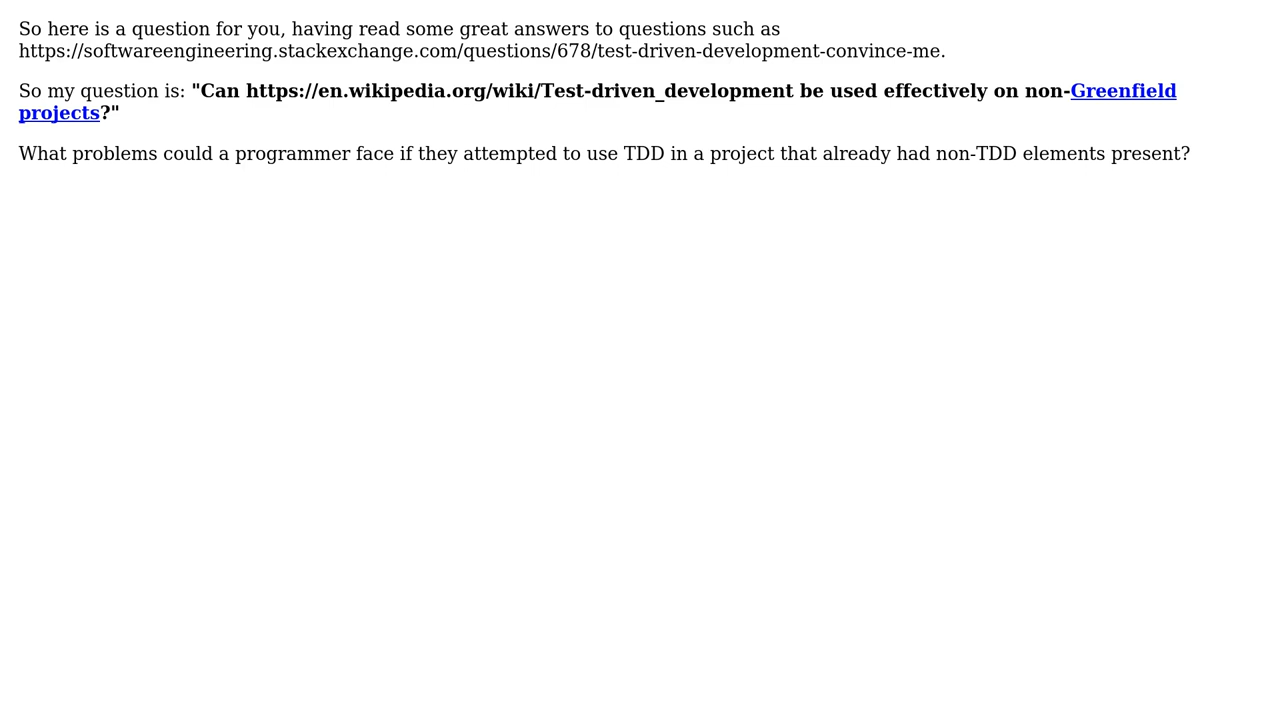 So here is a question for you, having read some great answers to questions such as
https://softwareengineering.stackexchange.com/questions/678/test-driven-development-convince-me.
So my question is: "Can https://en.wikipedia.org/wiki/Test-driven_development be used effectively on non-Greenfield
projects?"
What problems could a programmer face if they attempted to use TDD in a project that already had non-TDD elements present?